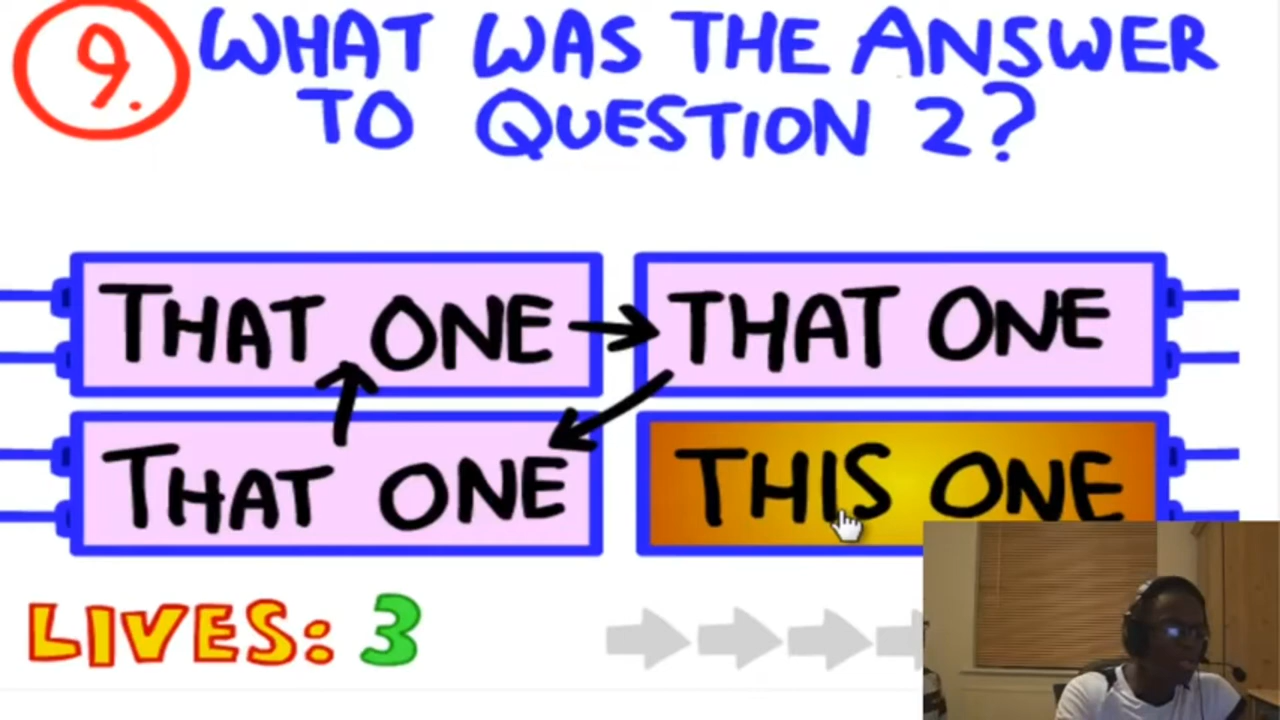 9. WHAT WAS THE ANSWER
TO QUESTION 2?
THAT ONE
THAT ONE
THAT ONE
THIS ONE
LIVES: 3